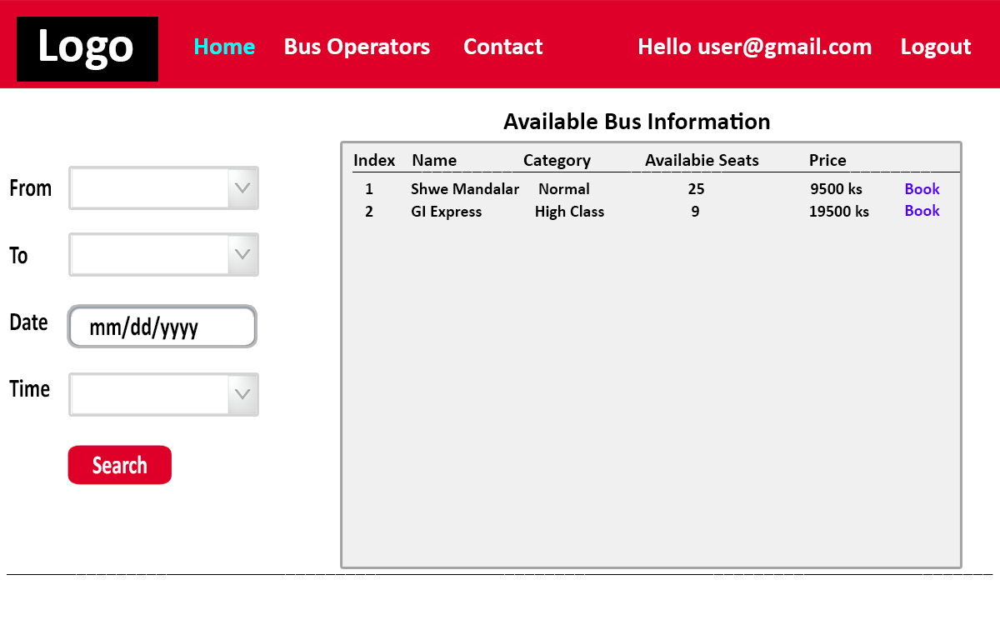 Logo Home Bus Operators Contact Hello user@gmail.com Logout
From
To
Date mm/dd/yyyy
Time
Search
Available Bus Information
Index Name Category Available Seats Price
1 Shwe Mandalar Normal 25 9500 ks Book
2 GI Express High Class 9 19500 ks Book